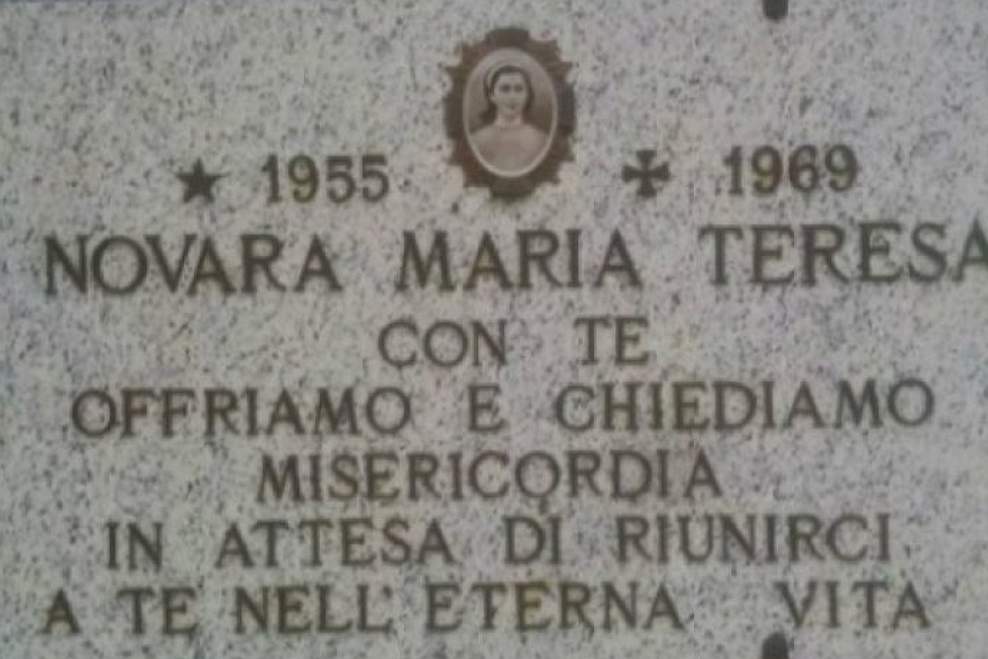 ★ 1955 ✠ 1969
NOVARA MARIA TERESA
CON TE
OFFRIAMO E CHIEDIAMO
MISERICORDIA
IN ATTESA DI RIUNIRCI
A TE NELL' ETERNA VITA